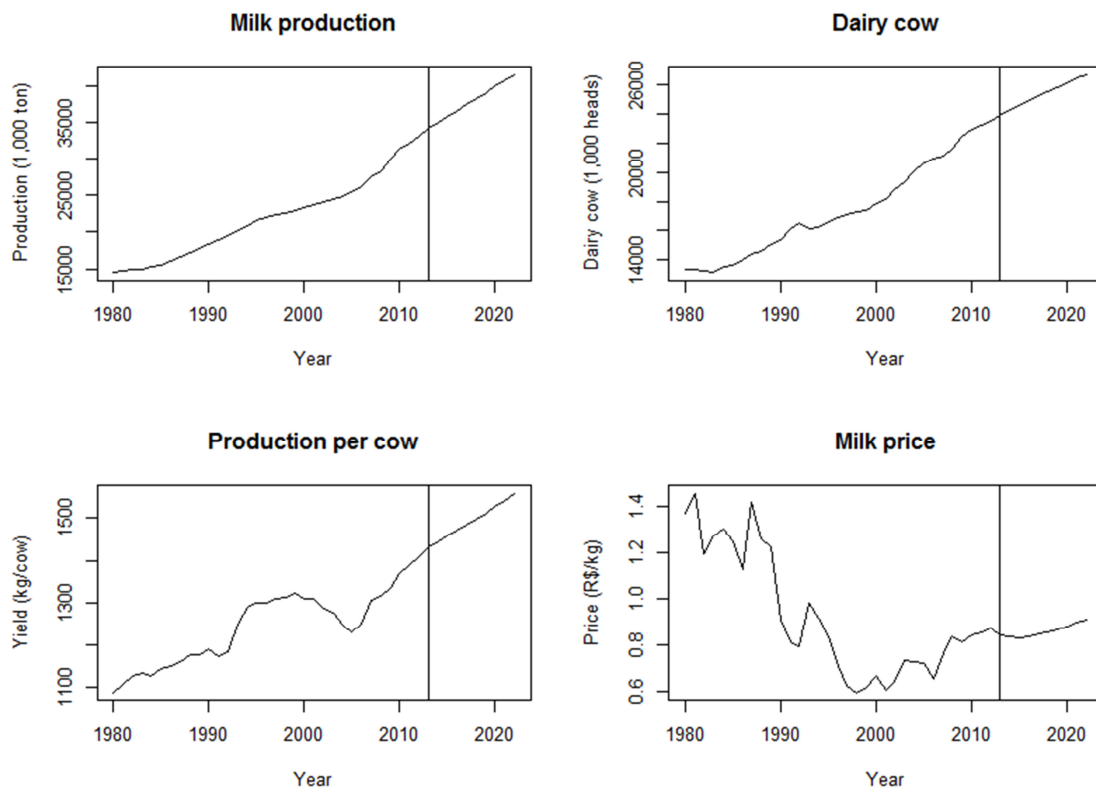 Milk production
Production (1,000 ton)
15000 25000 35000
1980 1990 2000 2010 2020
Year
Dairy cow
Dairy cow (1,000 heads)
14000 20000 26000
1980 1990 2000 2010 2020
Year
Production per cow
Yield (kg/cow)
1100 1300 1500
1980 1990 2000 2010 2020
Year
Milk price
Price (R$/kg)
0.6 0.8 1.0 1.2 1.4
1980 1990 2000 2010 2020
Year